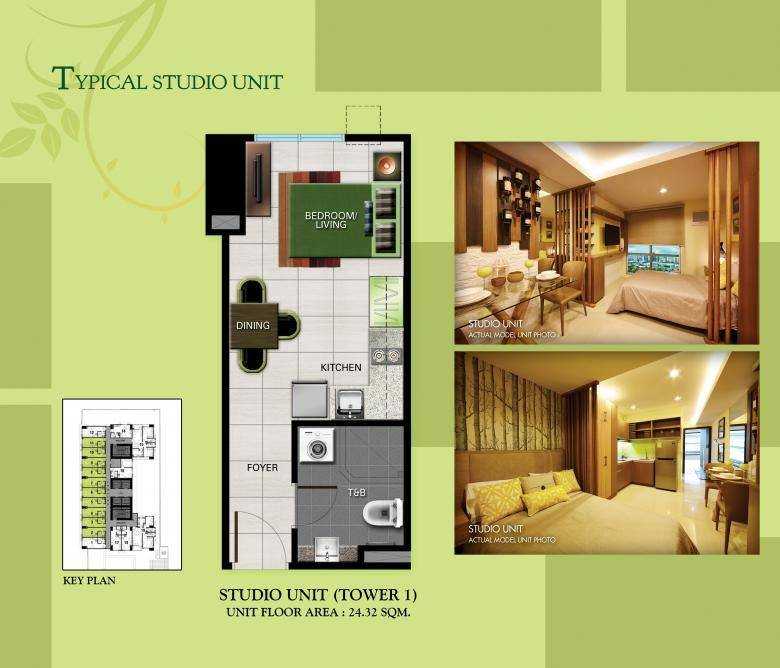 TYPICAL STUDIO UNIT
BEDROOM/
LIVING
DINING
KITCHEN
FOYER
T&B
STUDIO UNIT
ACTUAL MODEL UNIT PHOTO
STUDIO UNIT
ACTUAL MODEL UNIT PHOTO
KEY PLAN
STUDIO UNIT (TOWER 1)
UNIT FLOOR AREA : 24.32 SQM.